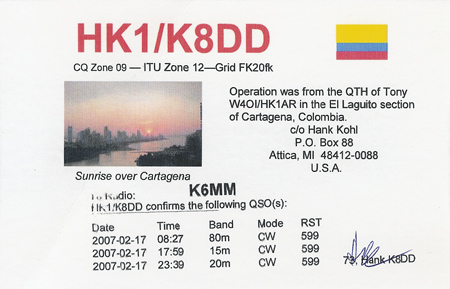 HK1/K8DD
CQ Zone 09 — ITU Zone 12—Grid FK20fk
Operation was from the QTH of Tony
W4OI/HK1AR in the El Laguito section
of Cartagena, Colombia.
c/o Hank Kohl
P.O. Box 88
Attica, MI 48412-0088
U.S.A.
Sunrise over Cartagena
To Radio: K6MM
HK1/K8DD confirms the following QSO(s):
Date Time Band Mode RST
2007-02-17 08:27 80m CW 599
2007-02-17 17:59 15m CW 599
2007-02-17 23:39 20m CW 599
73, Hank K8DD